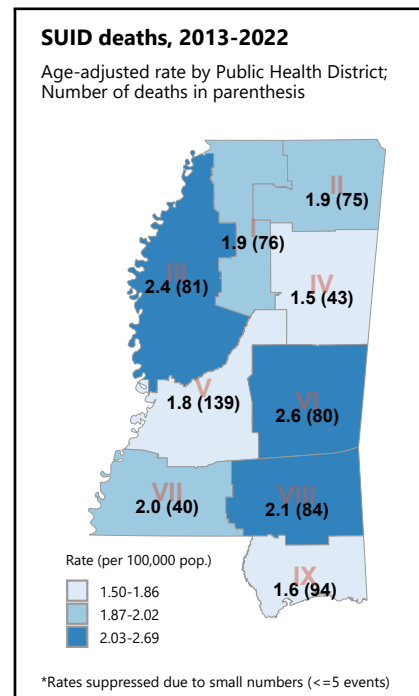 SUID deaths, 2013-2022
Age-adjusted rate by Public Health District;
Number of deaths in parenthesis
II
1.9 (75)
I
1.9 (76)
III
2.4 (81)
IV
1.5 (43)
V
1.8 (139)
VI
2.6 (80)
VII
2.0 (40)
VIII
2.1 (84)
IX
1.6 (94)
Rate (per 100,000 pop.)
1.50-1.86
1.87-2.02
2.03-2.69
*Rates suppressed due to small numbers (<=5 events)